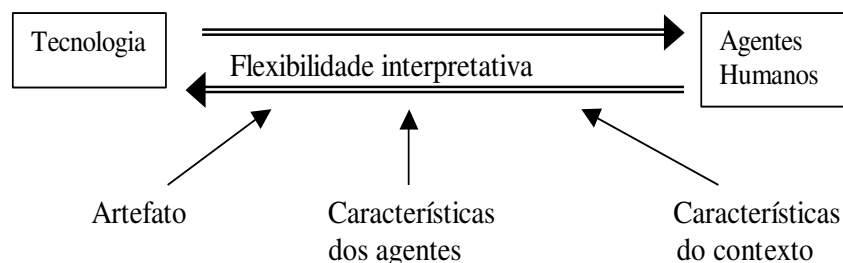 Tecnologia
Flexibilidade interpretativa
Agentes
Humanos
Artefato
Características
dos agentes
Características
do contexto